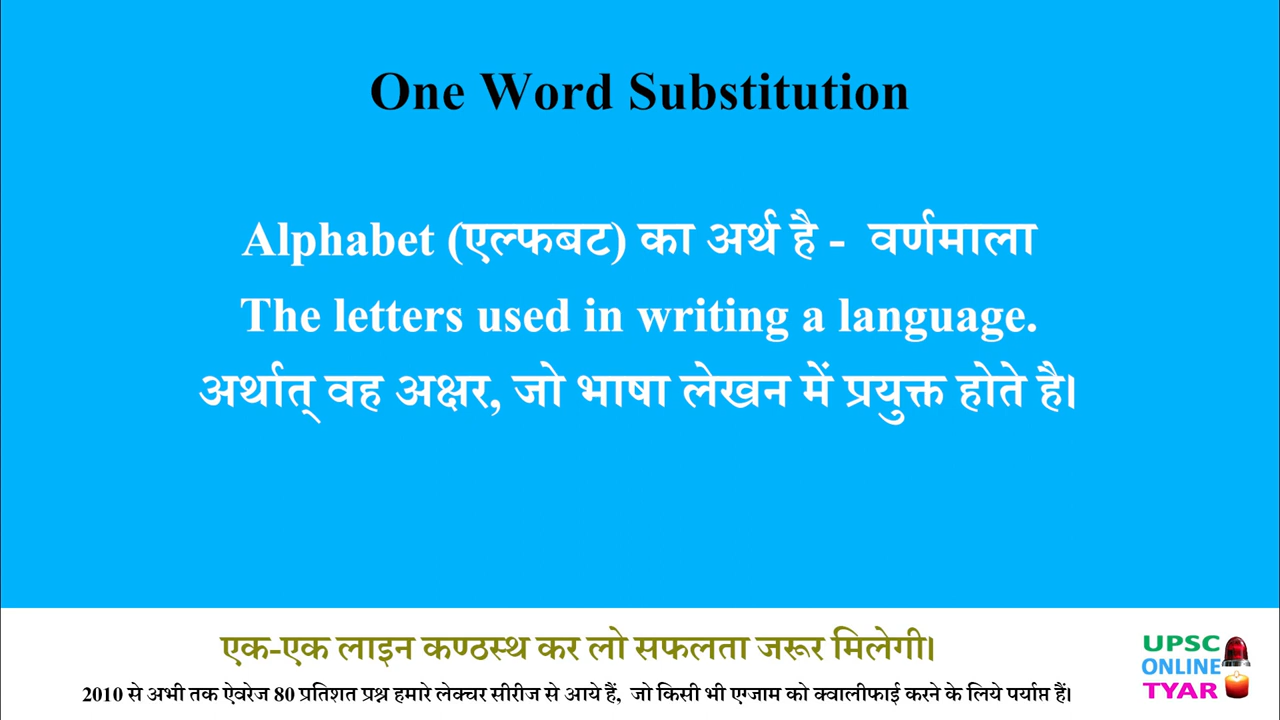 One Word Substitution
Alphabet (एल्फबट) का अर्थ है - वर्णमाला
The letters used in writing a language.
अर्थात् वह अक्षर, जो भाषा लेखन में प्रयुक्त होते है।
एक-एक लाइन कण्ठस्थ कर लो सफलता जरूर मिलेगी।
2010 से अभी तक ऐवरेज 80 प्रतिशत प्रश्न हमारे लेक्चर सीरीज से आये हैं, जो किसी भी एग्जाम को क्वालीफाई करने के लिये पर्याप्त हैं।
UPSC
ONLINE
TYAR